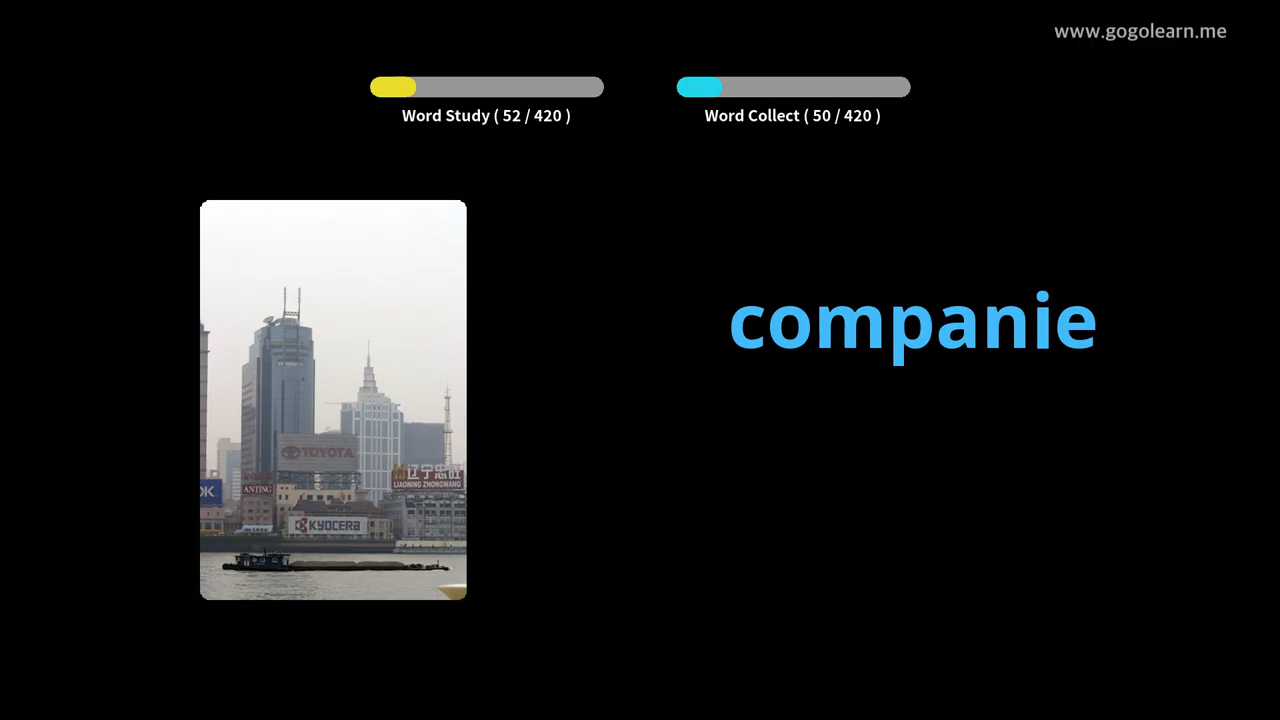 www.gogolearn.me
Word Study ( 52 / 420 )
Word Collect ( 50 / 420 )
companie
TOYOTA
辽宁忠旺
LIAONING ZHONGWANG
OK
ANTING
KYOCERA